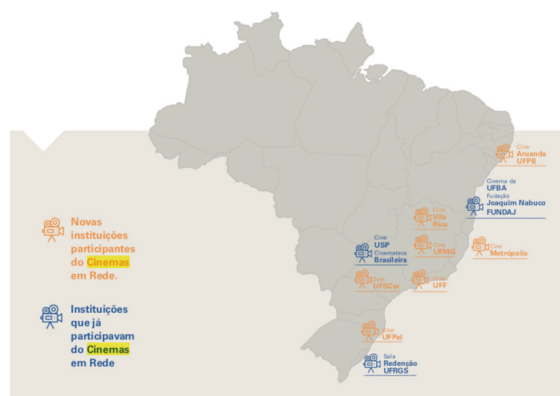 Cine
Aruanda
UFPB
Cinema da
UFBA
Fudação
Joaquim Nabuco
FUNDAJ
Cine
Vila
Rica
Cine
USP
Cinemateca
Brasileira
Cine
UFMG
Cine
Metrópolis
UFSCar
Cine
UFF
Cine
UFPel
Sala
Redenção
UFRGS
Novas
instituições
participantes
do Cinemas
em Rede.
Instituições
que já
participavam
do Cinemas
em Rede